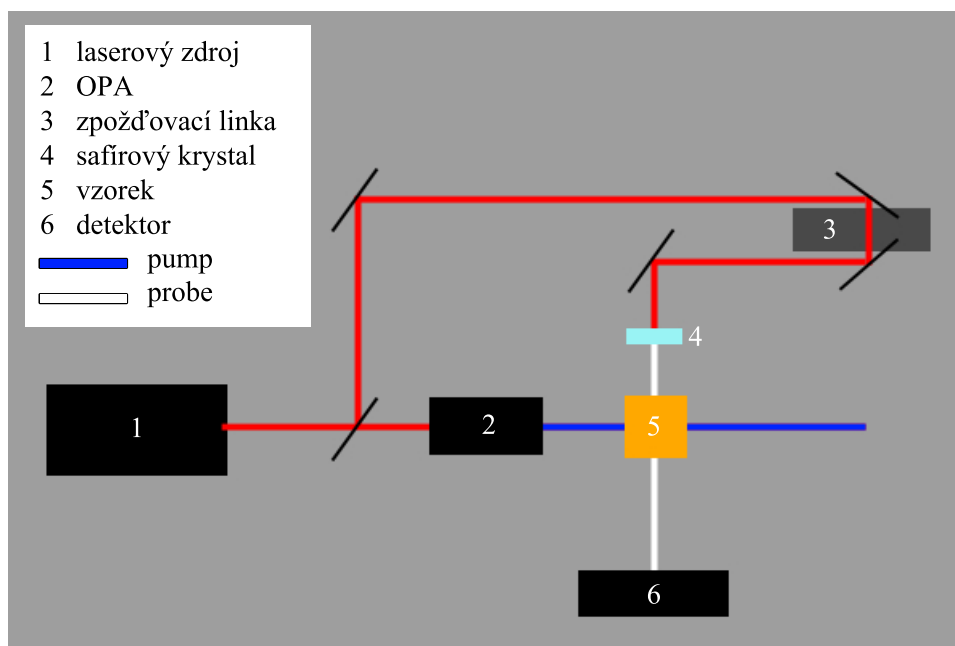 1 laserový zdroj
2 OPA
3 zpožďovací linka
4 safírový krystal
5 vzorek
6 detektor
pump
probe
3
4
1
2
5
6